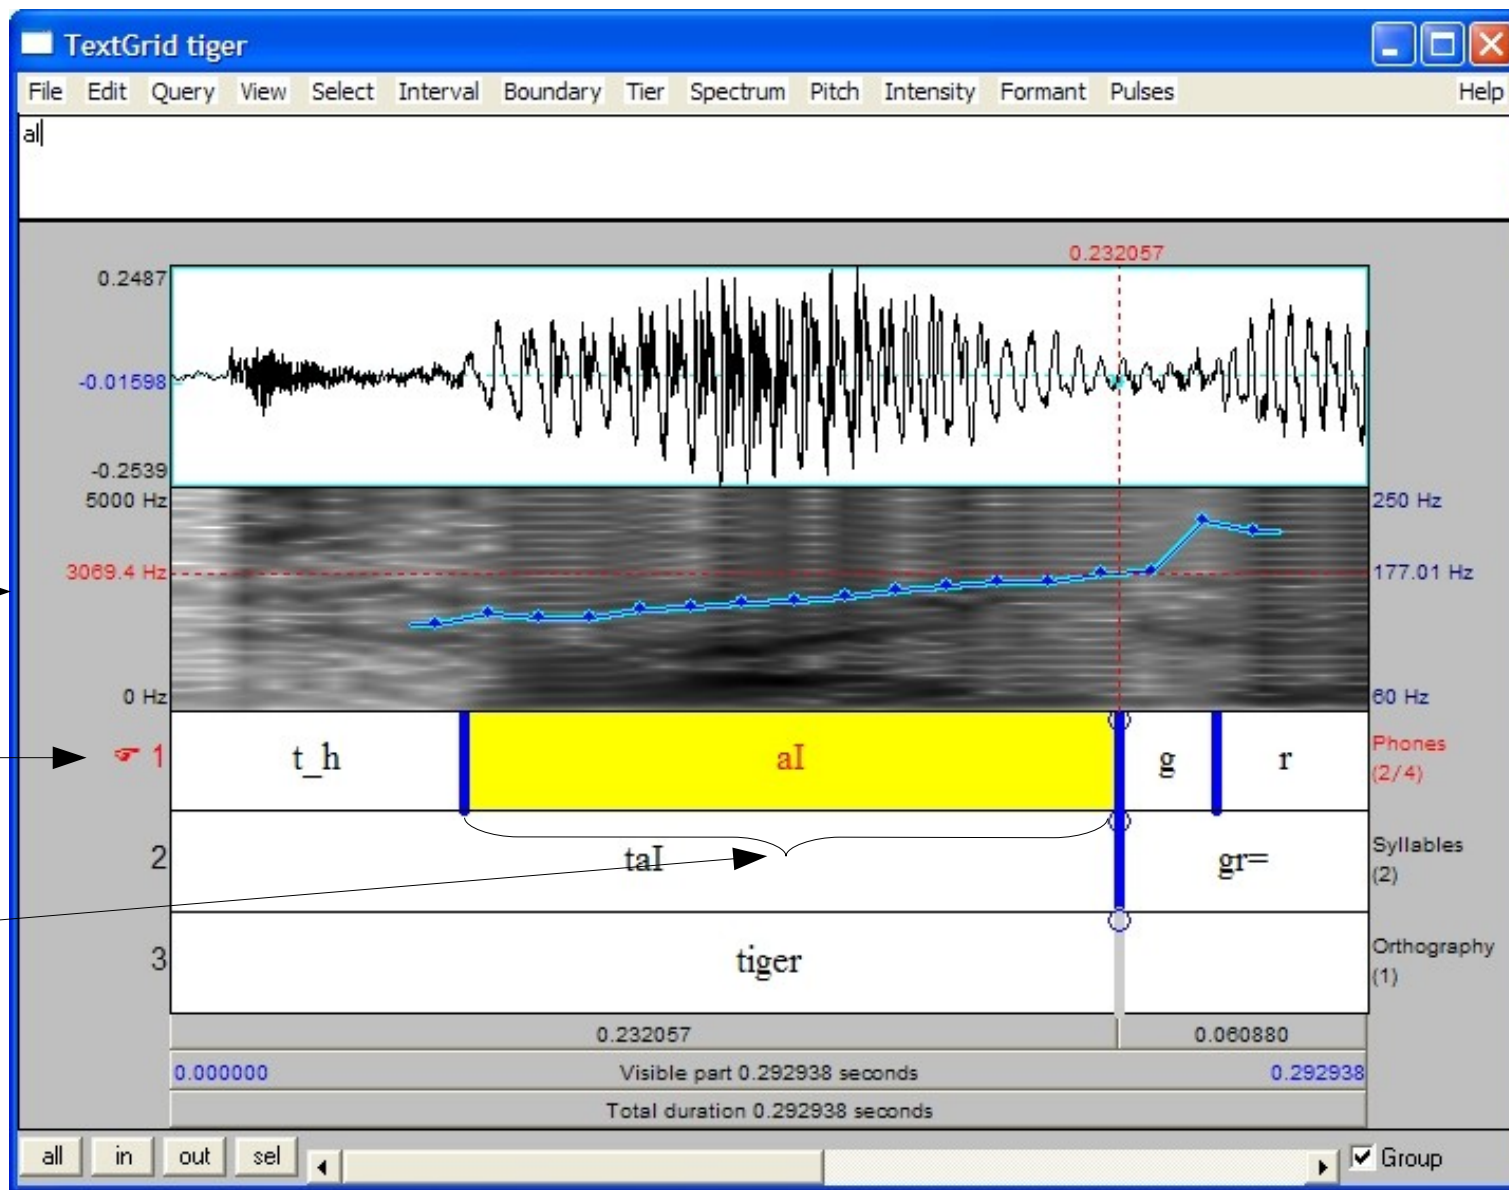 TextGrid tiger
File Edit Query View Select Interval Boundary Tier Spectrum Pitch Intensity Formant Pulses Help
aI
0.232057
0.2487
-0.01598
-0.2539
5000 Hz 250 Hz
3069.4 Hz 177.01 Hz
0 Hz 60 Hz
1 t_h aI g r Phones
(2/4)
2 taI gr= Syllables
(2)
3 tiger Orthography
(1)
0.232057 0.060880
0.000000 Visible part 0.292938 seconds 0.292938
Total duration 0.292938 seconds
all in out sel Group